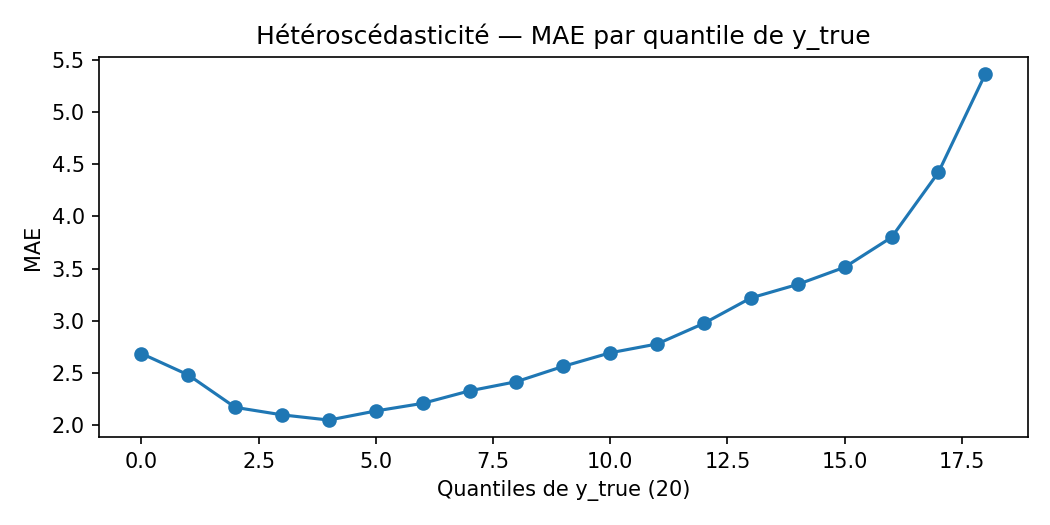 Hétéroscédasticité — MAE par quantile de y_true
5.5
5.0
4.5
4.0
3.5
3.0
2.5
2.0
MAE
0.0 2.5 5.0 7.5 10.0 12.5 15.0 17.5
Quantiles de y_true (20)